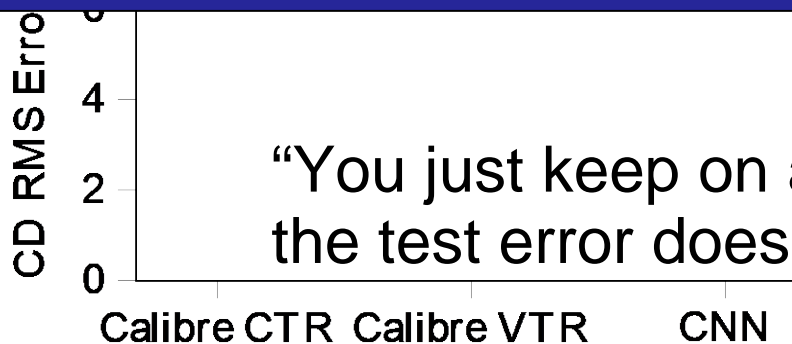 CD RMS Erro
6
4
2
0
“You just keep on
the test error does
Calibre CTR Calibre VTR CNN